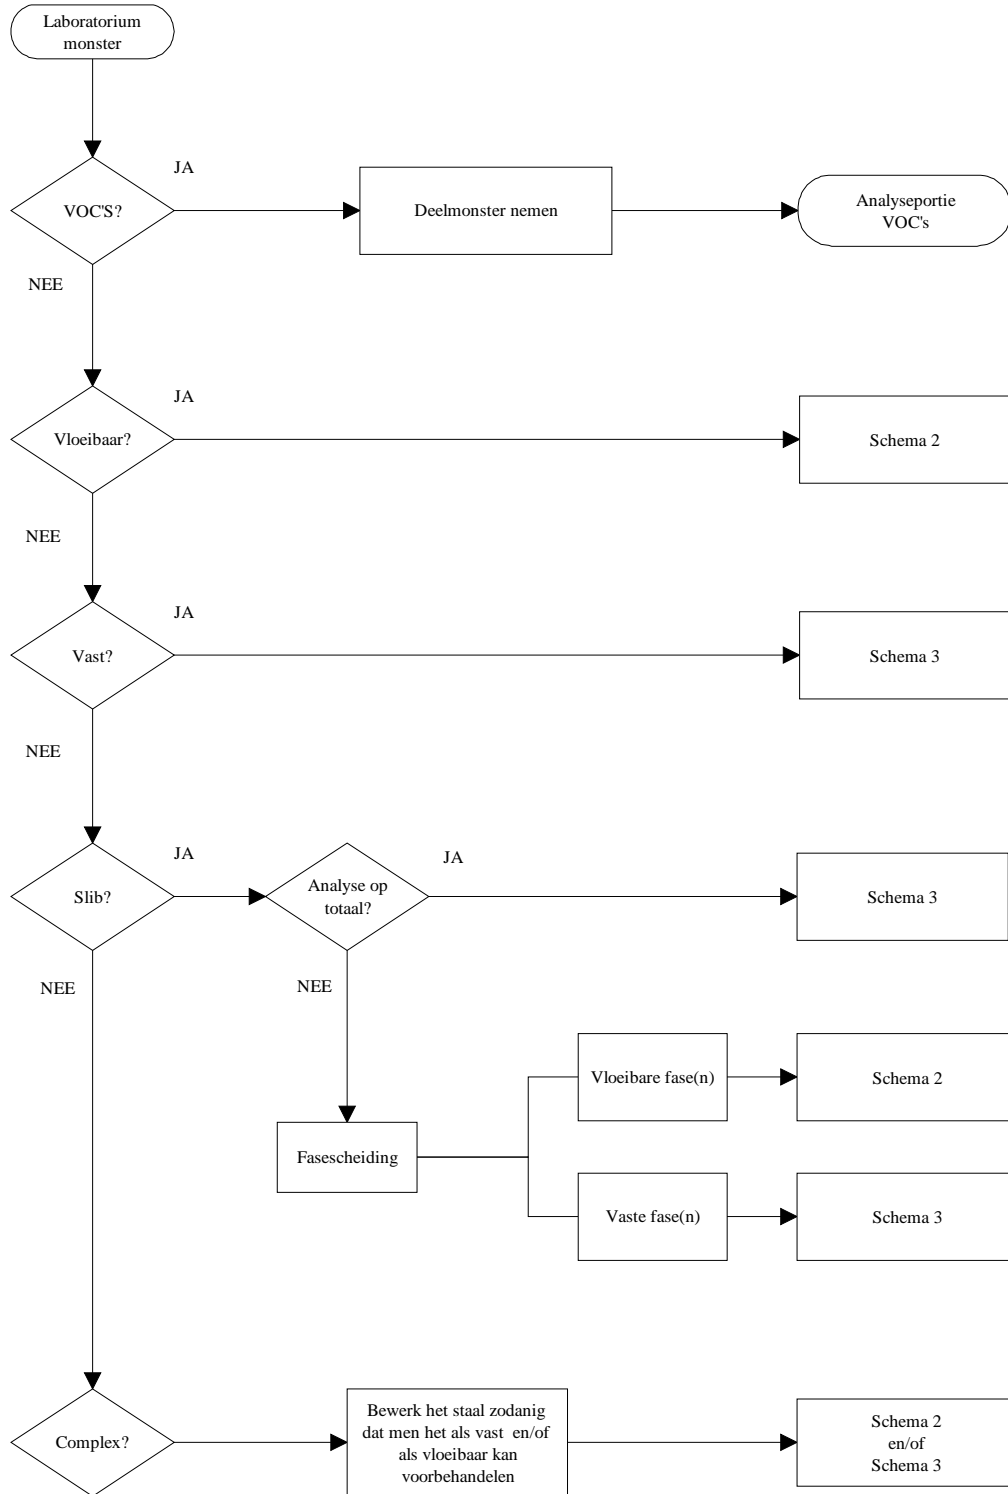 Laboratorium
monster
JA
VOC'S?
Deelmonster nemen
Analyseportie
VOC's
NEE
JA
Vloeibaar?
Schema 2
NEE
JA
Vast?
Schema 3
NEE
JA
JA
Slib?
Analyse op
totaal?
Schema 3
NEE
NEE
Vloeibare fase(n)
Schema 2
Fasescheiding
Vaste fase(n)
Schema 3
Complex?
Bewerk het staal zodanig
dat men het als vast en/of
als vloeibaar kan
voorbehandelen
Schema 2
en/of
Schema 3